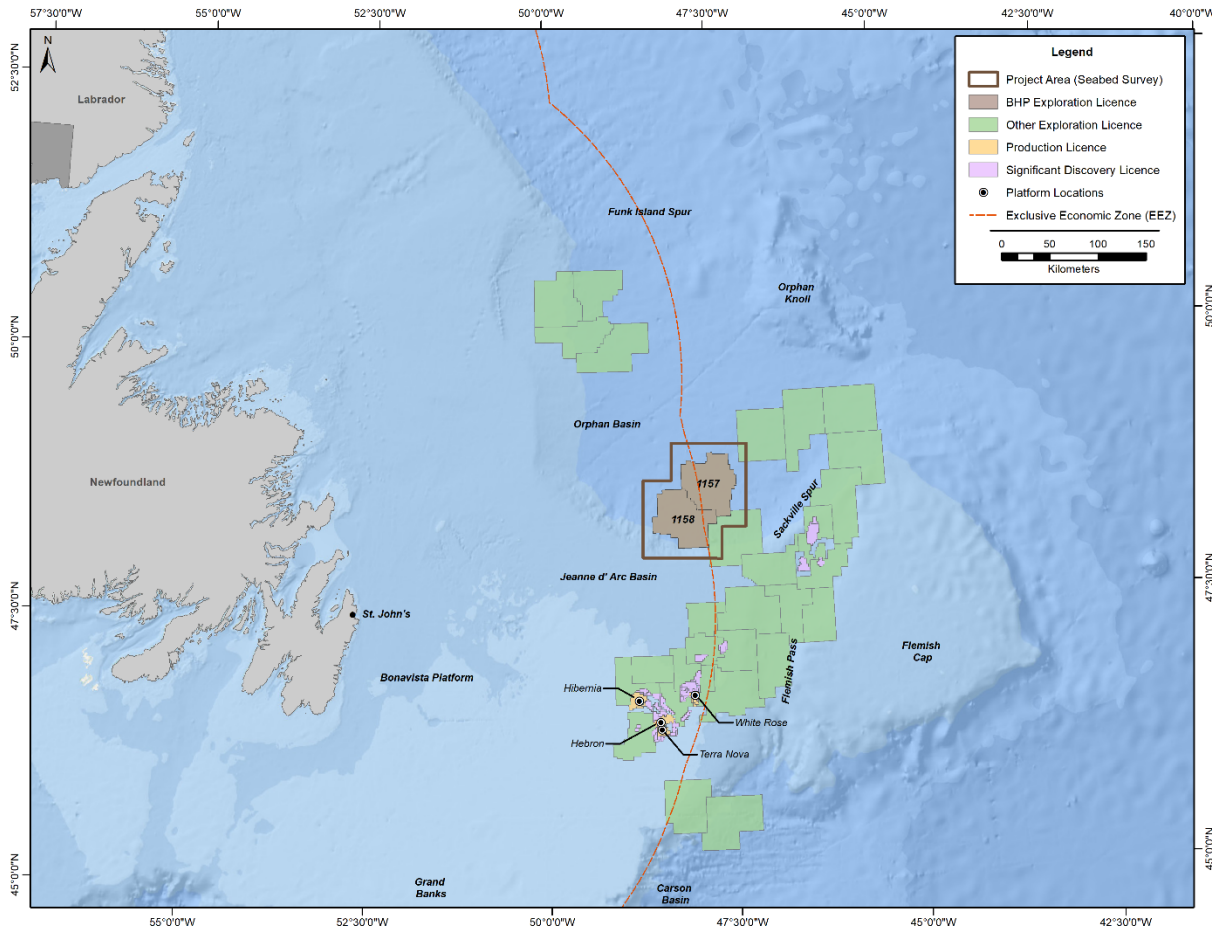 57°30'0"W
55°0'0"W
52°30'0"W
50°0'0"W
47°30'0"W
45°0'0"W
42°30'0"W
40°0'0"W
N
52°30'0"N
Labrador
Legend
Project Area (Seabed Survey)
BHP Exploration Licence
Other Exploration Licence
Production Licence
Significant Discovery Licence
Platform Locations
Exclusive Economic Zone (EEZ)
0 50 100 150
Kilometers
Funk Island Spur
Orphan
Knoll
50°0'0"N
50°0'0"N
Orphan Basin
Newfoundland
1157
1158
Sackville Spur
Jeanne d' Arc Basin
47°30'0"N
47°30'0"N
St. John's
Flemish
Cap
Flemish Pass
Bonavista Platform
Hibernia
White Rose
Hebron
Terra Nova
45°0'0"N
45°0'0"N
Grand
Banks
Carson
Basin
55°0'0"W
52°30'0"W
50°0'0"W
47°30'0"W
45°0'0"W
42°30'0"W